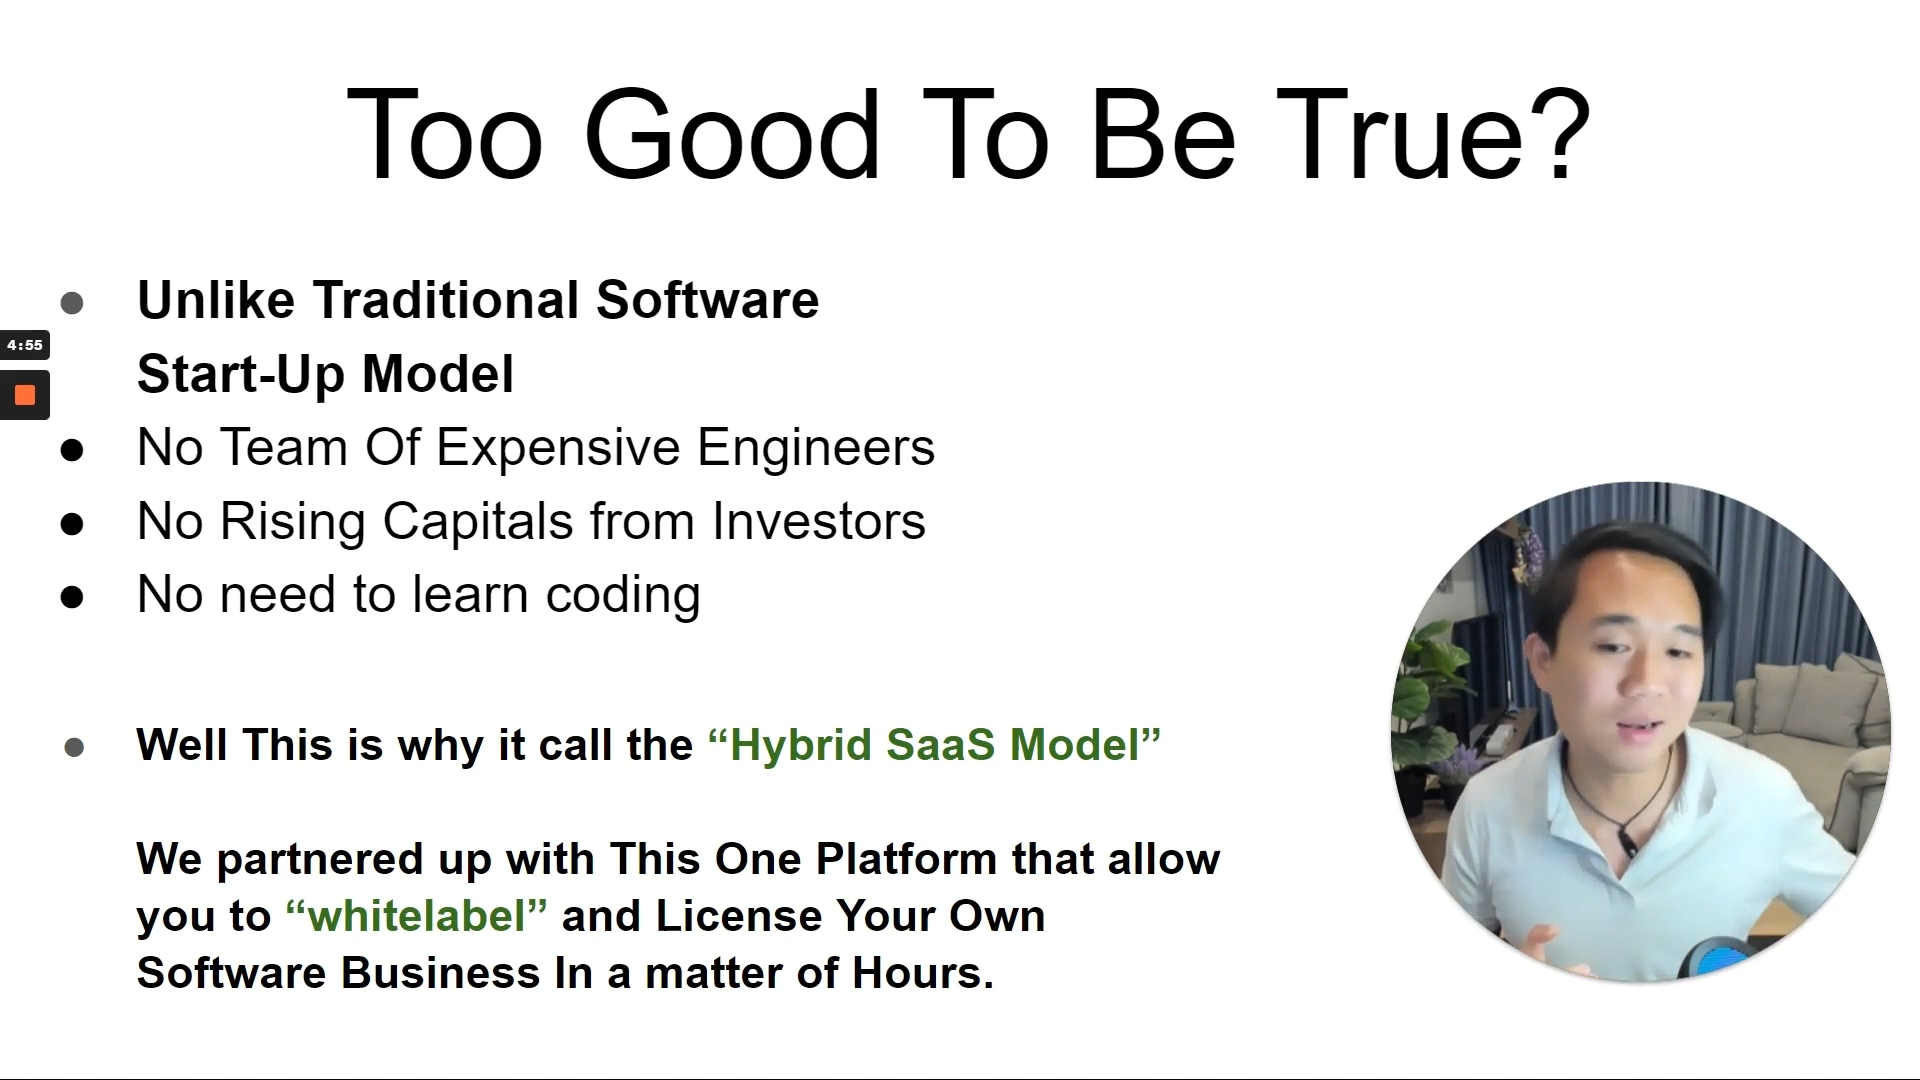 Too Good To Be True?
● Unlike Traditional Software
Start-Up Model
4:55
● No Team Of Expensive Engineers
● No Rising Capitals from Investors
● No need to learn coding
● Well This is why it call the “Hybrid SaaS Model”
We partnered up with This One Platform that allow
you to “whitelabel” and License Your Own
Software Business In a matter of Hours.